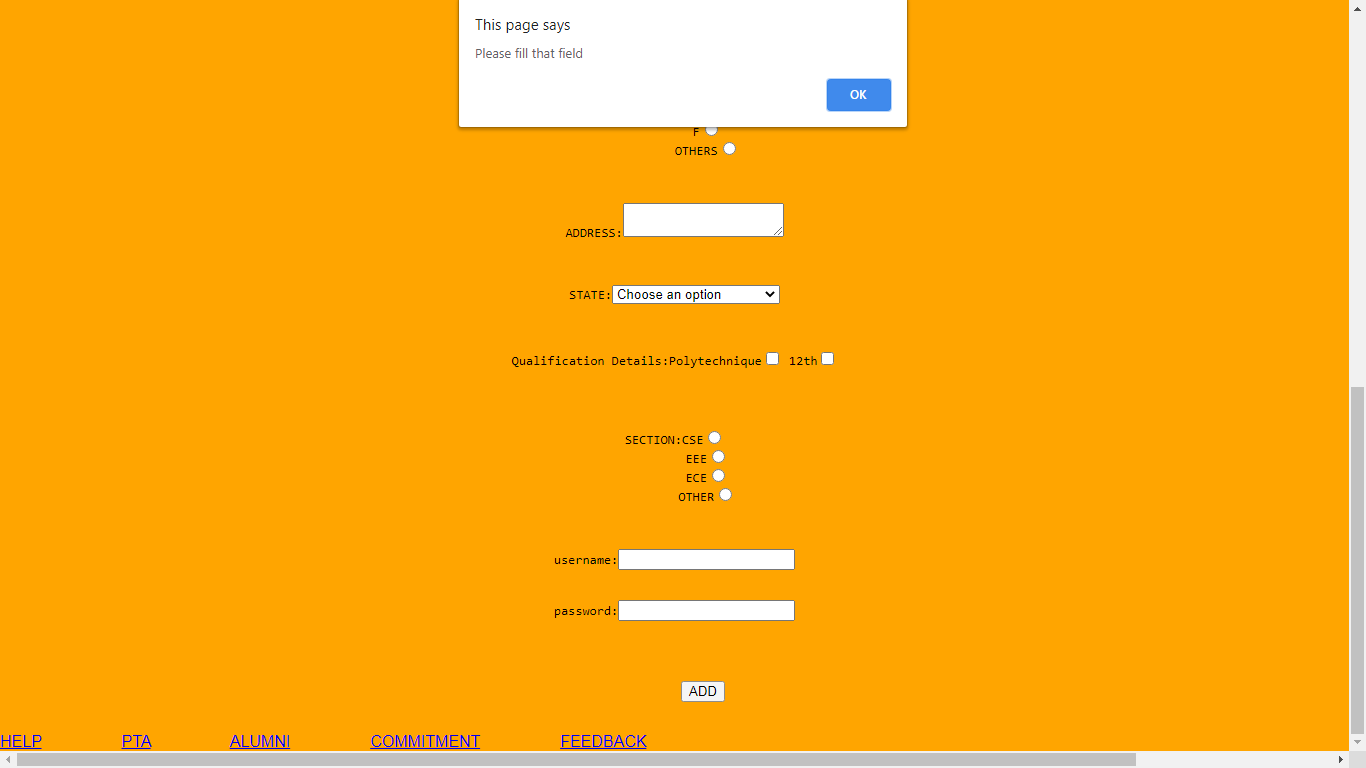 This page says
Please fill that field
OK
F
OTHERS
ADDRESS:
STATE: Choose an option
Qualification Details:Polytechnique 12th
SECTION:CSE
EEE
ECE
OTHER
username:
password:
ADD
HELP PTA ALUMNI COMMITMENT FEEDBACK